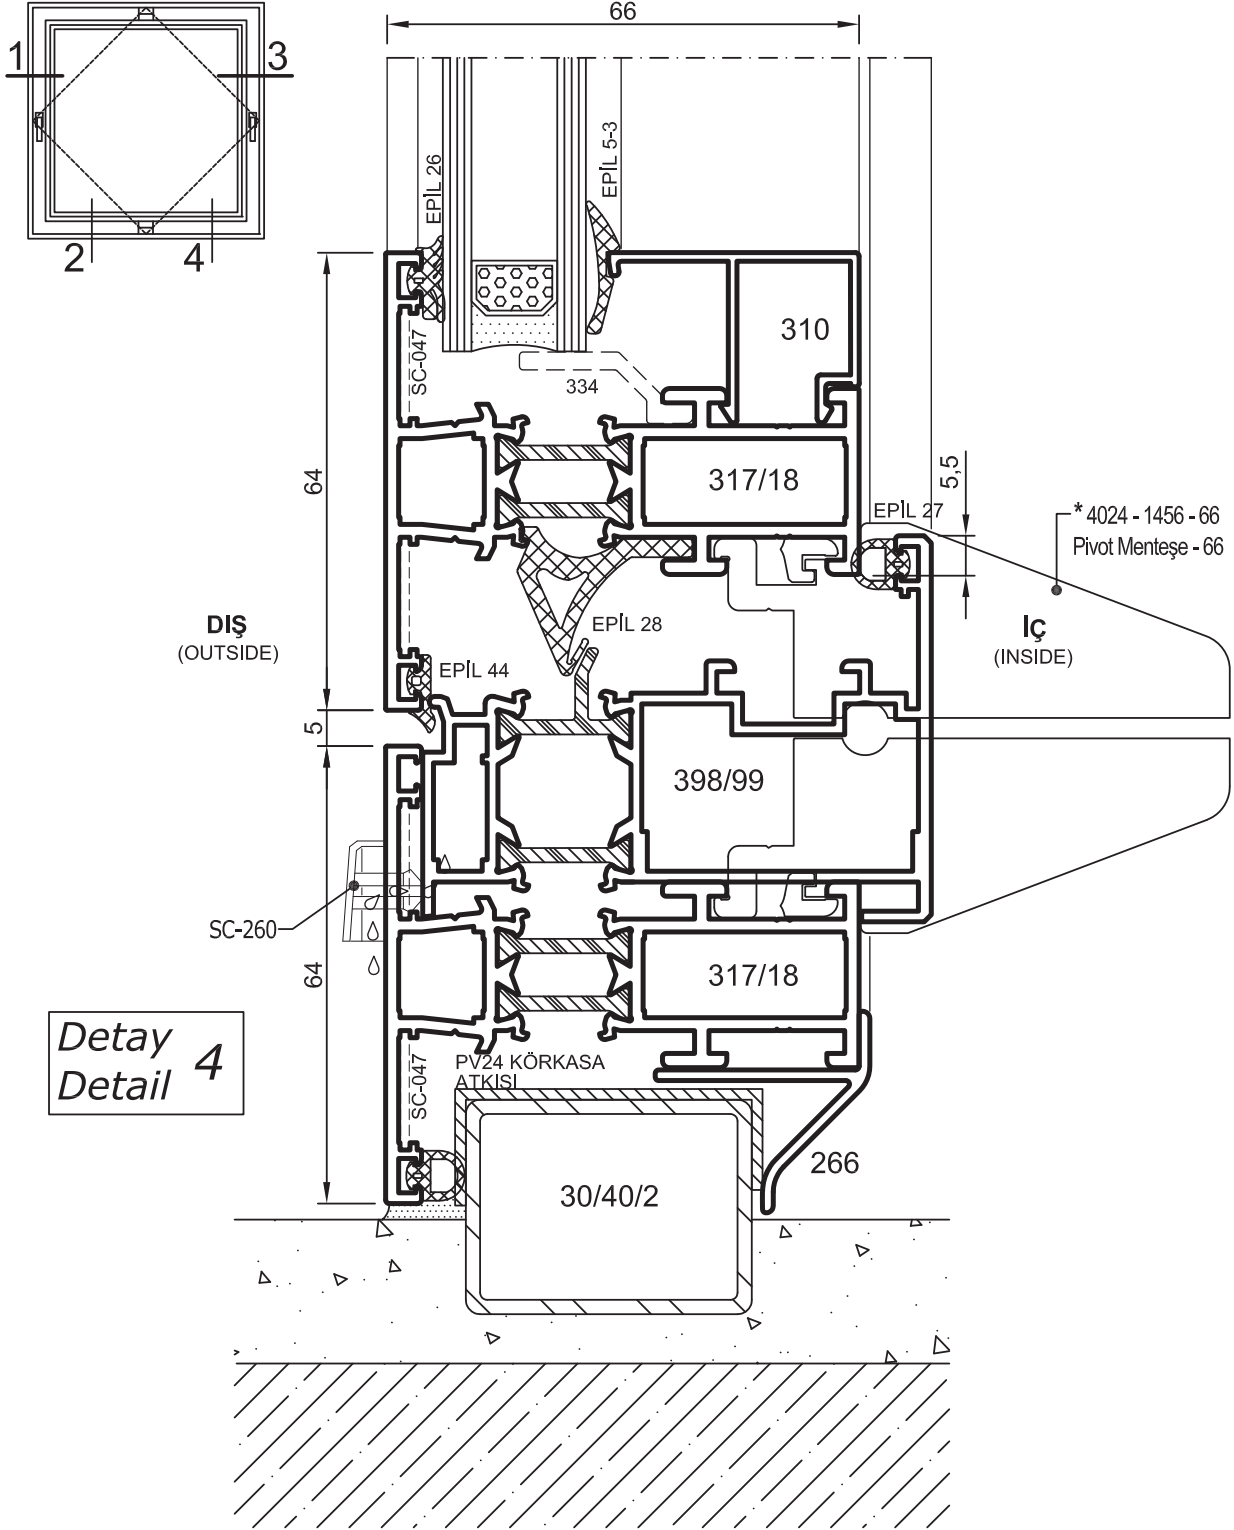 66
1
3
2
4
EPİL 26
EPİL 5-3
310
SC-047
334
64
317/18
5,5
EPİL 27
* 4024 - 1456 - 66
Pivot Menteşe - 66
DIŞ
(OUTSIDE)
EPİL 28
İÇ
(INSIDE)
EPİL 44
5
398/99
SC-260
64
317/18
Detay
Detail
4
SC-047
PV24 KÖRKASA
ATKISI
266
30/40/2